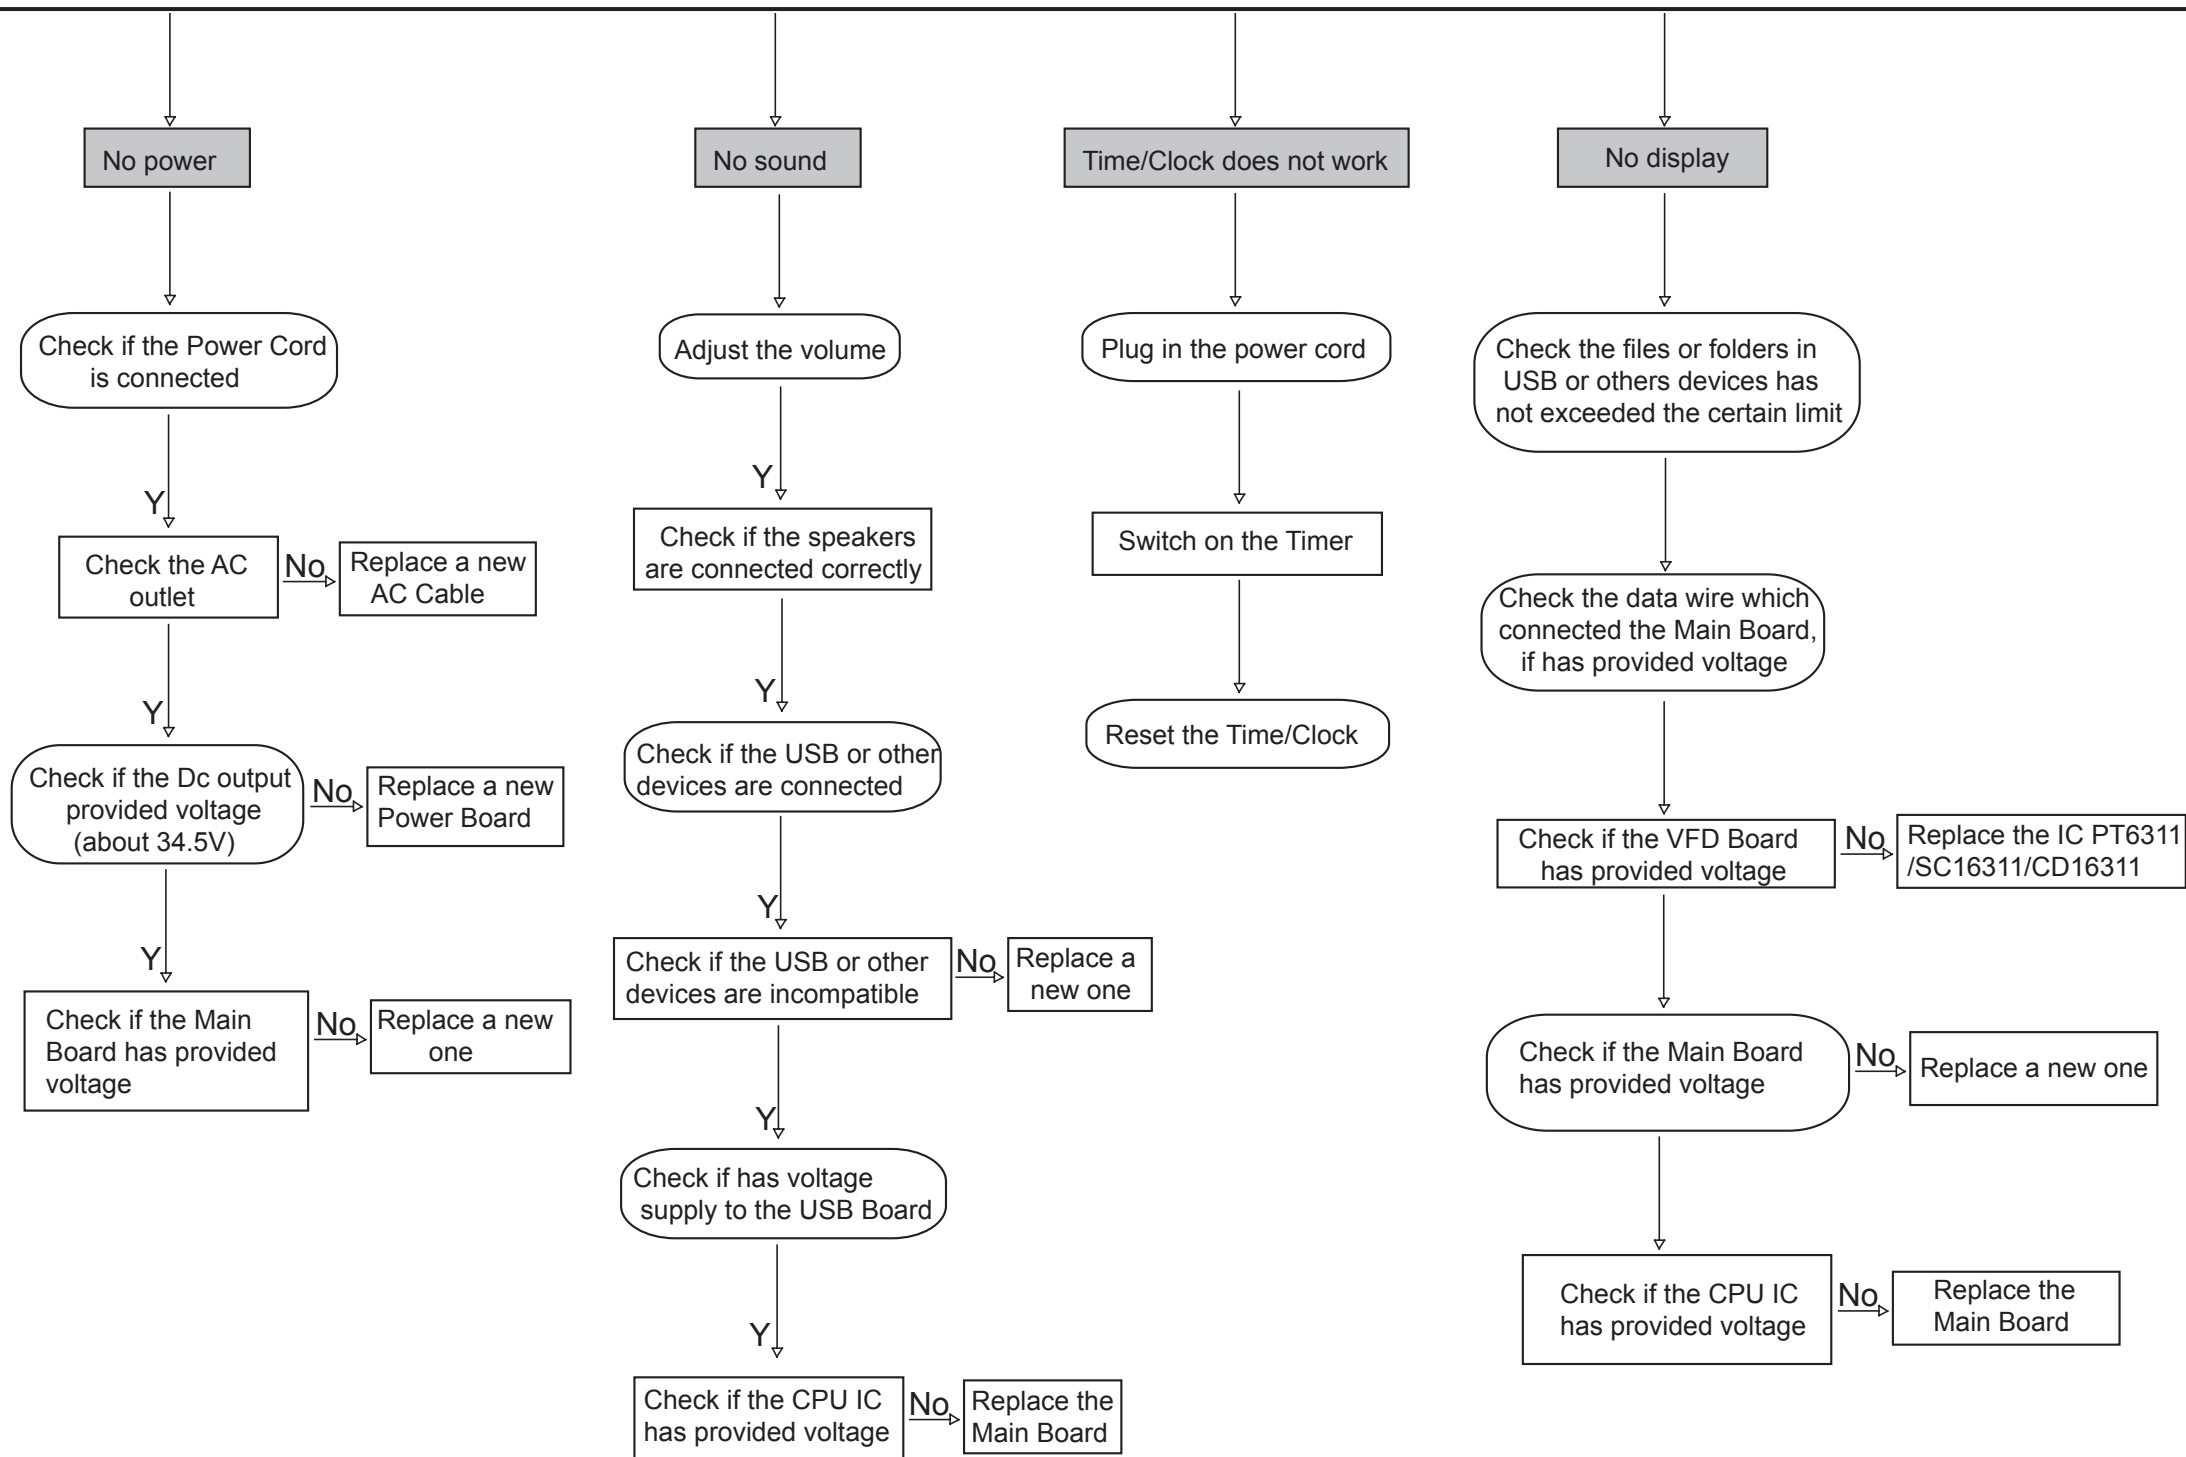 No power
Check if the Power Cord
is connected
Y
Check the AC
outlet
No
Replace a new
AC Cable
Y
Check if the Dc output
provided voltage
(about 34.5V)
No
Replace a new
Power Board
Y
Check if the Main
Board has provided
voltage
No
Replace a new
one
No sound
Adjust the volume
Y
Check if the speakers
are connected correctly
Y
Check if the USB or other
devices are connected
Y
Check if the USB or other
devices are incompatible
No
Replace a
new one
Y
Check if has voltage
supply to the USB Board
Y
Check if the CPU IC
has provided voltage
No
Replace the
Main Board
Time/Clock does not work
Plug in the power cord
Switch on the Timer
Reset the Time/Clock
No display
Check the files or folders in
USB or others devices has
not exceeded the certain limit
Check the data wire which
connected the Main Board,
if has provided voltage
Check if the VFD Board
has provided voltage
No
Replace the IC PT6311
/SC16311/CD16311
Check if the Main Board
has provided voltage
No
Replace a new one
Check if the CPU IC
has provided voltage
No
Replace the
Main Board